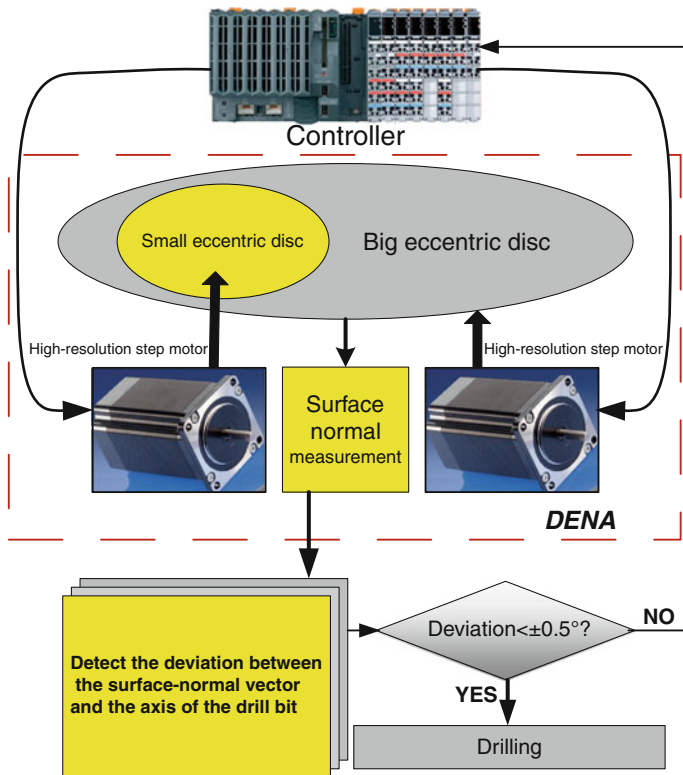 Controller
Small eccentric disc
Big eccentric disc
High-resolution step motor
High-resolution step motor
Surface
normal
measurement
DENA
Detect the deviation between
the surface-normal vector
and the axis of the drill bit
Deviation<±0.5°?
NO
YES
Drilling